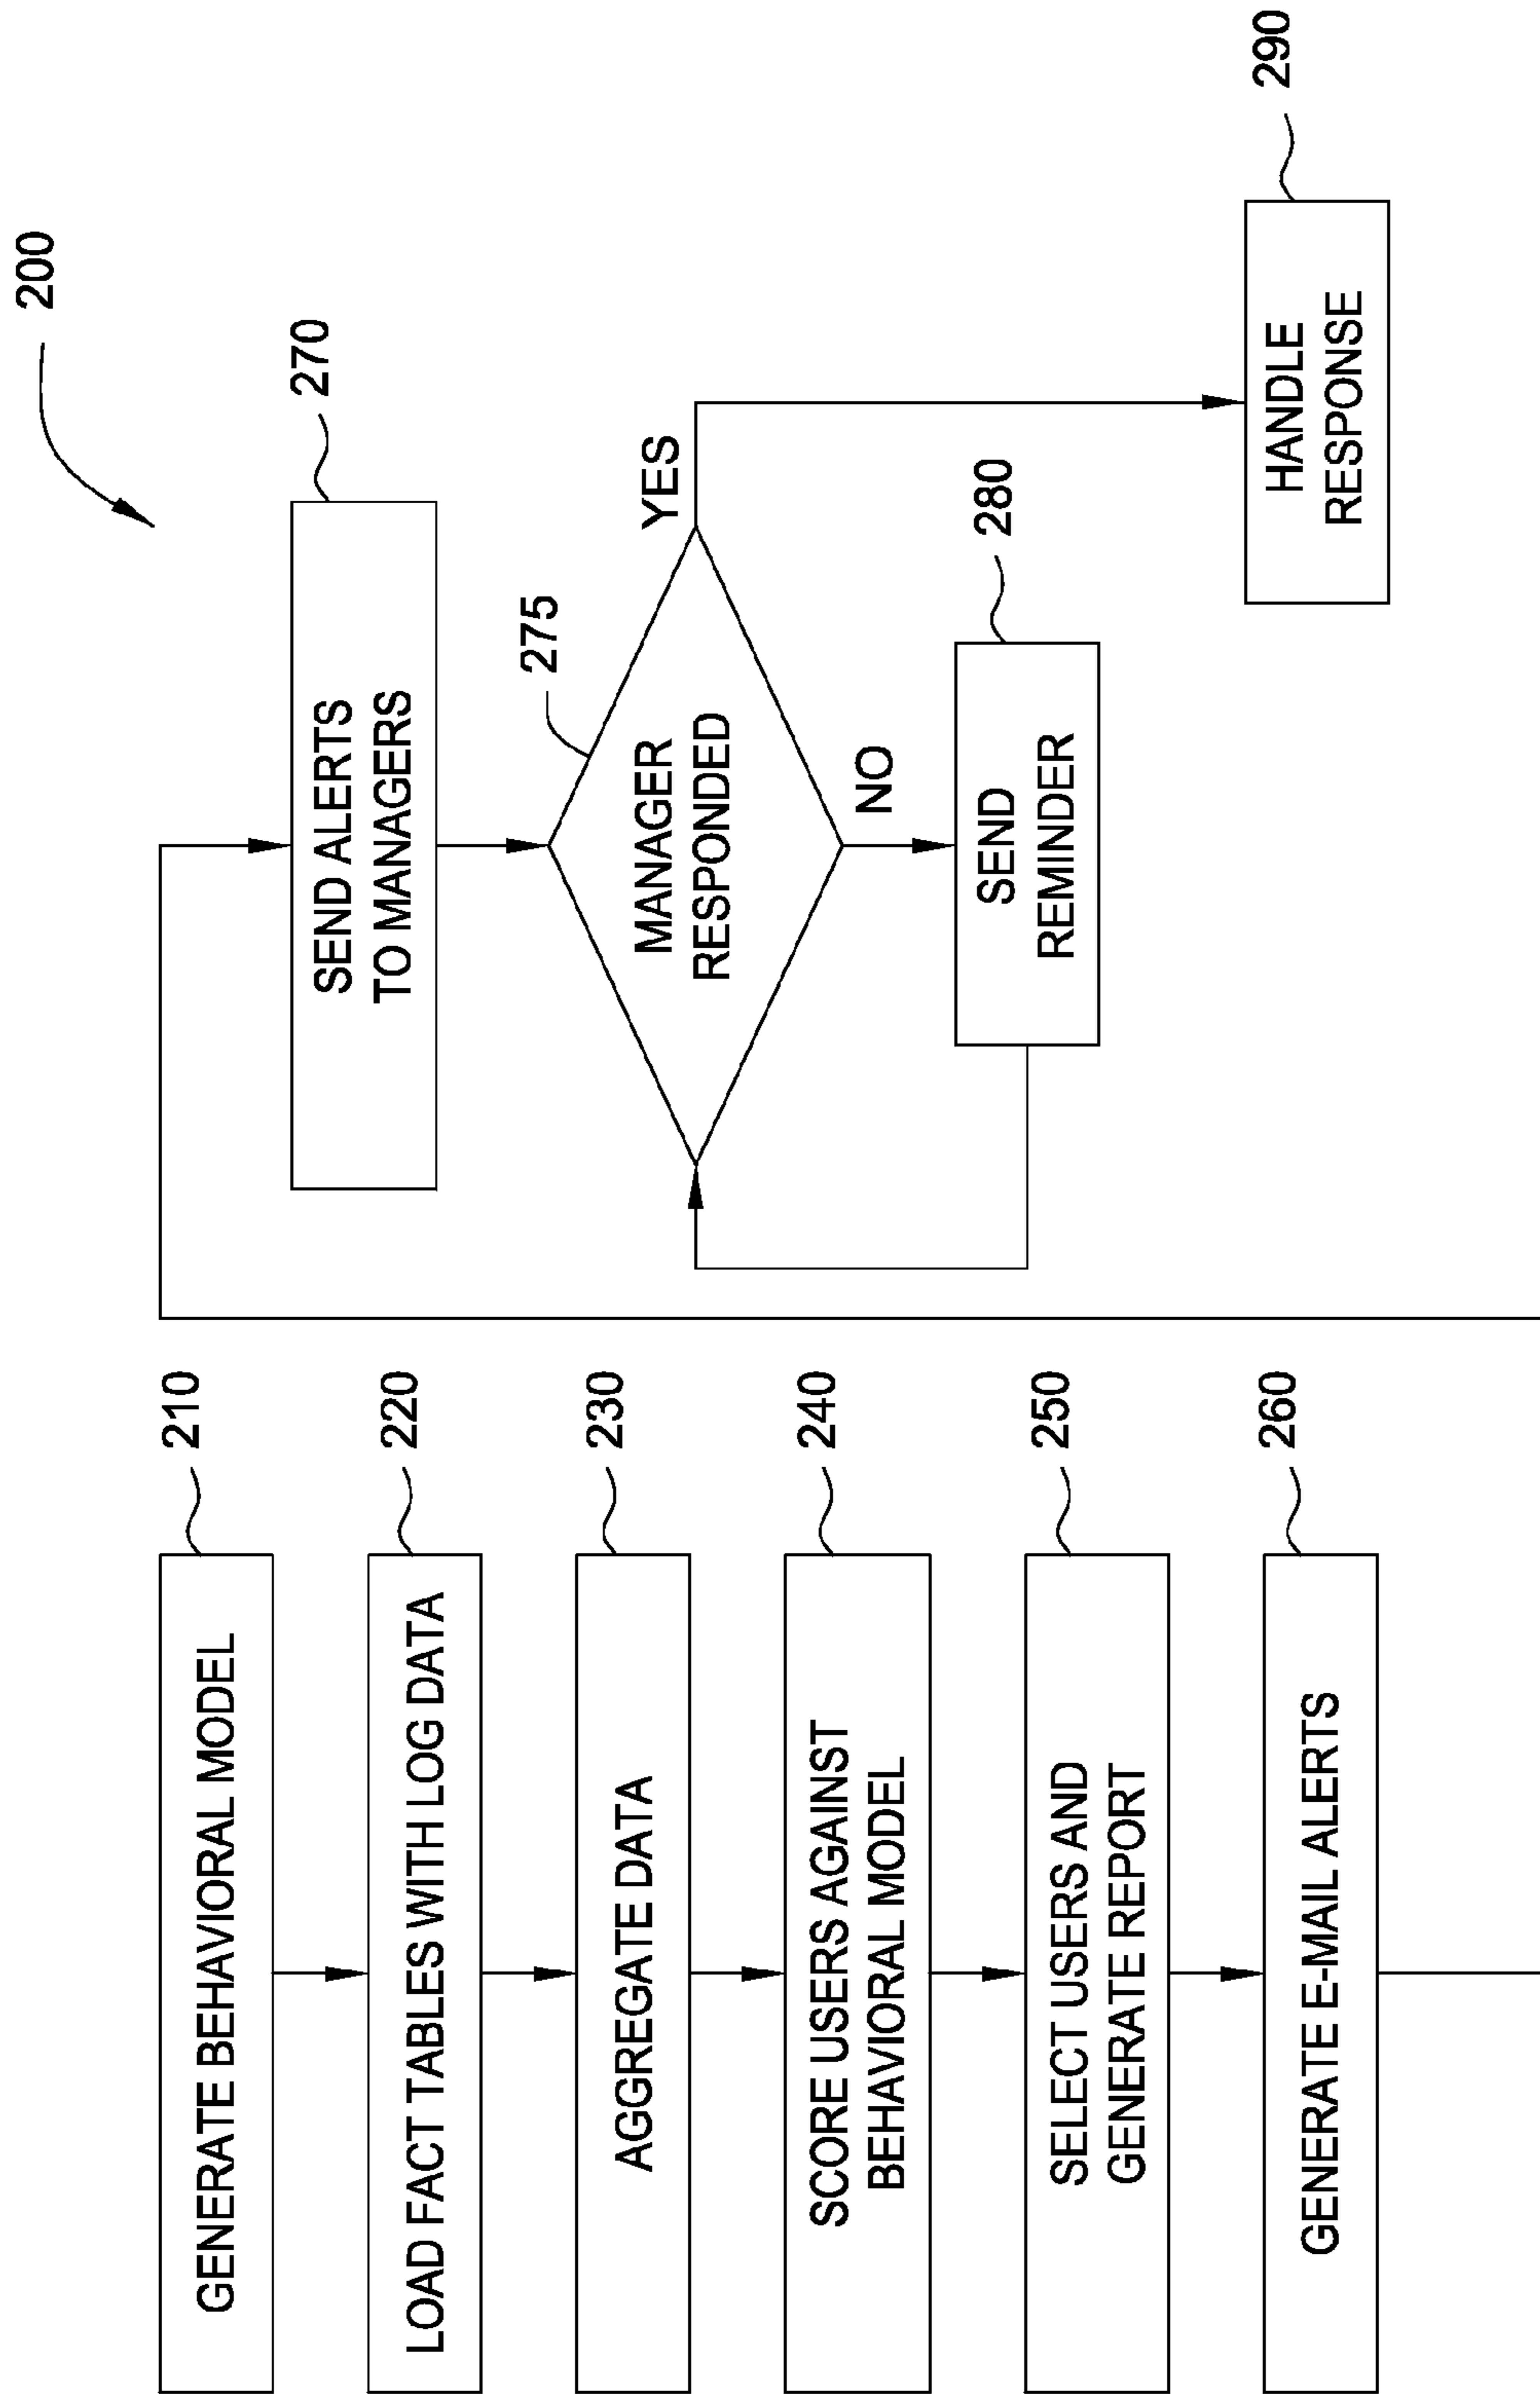 200
GENERATE BEHAVIORAL MODEL
210
LOAD FACT TABLES WITH LOG DATA
220
AGGREGATE DATA
230
SCORE USERS AGAINST
BEHAVIORAL MODEL
240
SELECT USERS AND
GENERATE REPORT
250
GENERATE E-MAIL ALERTS
260
SEND ALERTS
TO MANAGERS
270
MANAGER
RESPONDED
275
YES
NO
SEND
REMINDER
280
HANDLE
RESPONSE
290